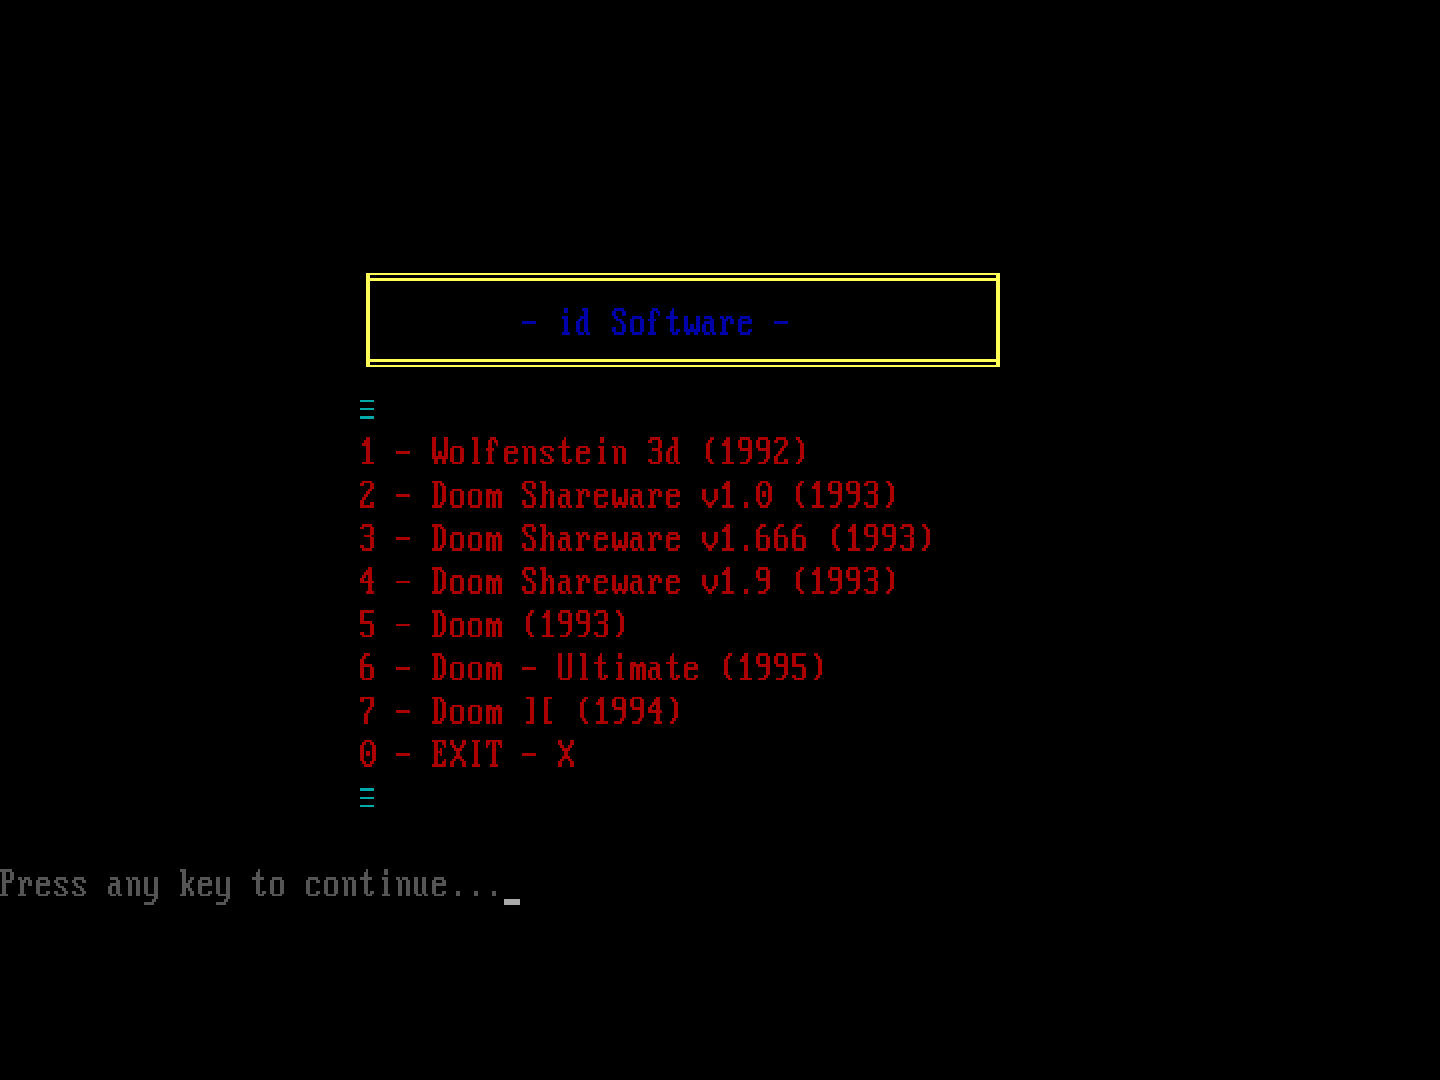 - id Software -
≡
1 - Wolfenstein 3d (1992)
2 - Doom Shareware v1.0 (1993)
3 - Doom Shareware v1.666 (1993)
4 - Doom Shareware v1.9 (1993)
5 - Doom (1993)
6 - Doom - Ultimate (1995)
7 - Doom ][ (1994)
0 - EXIT - X
≡
Press any key to continue..._